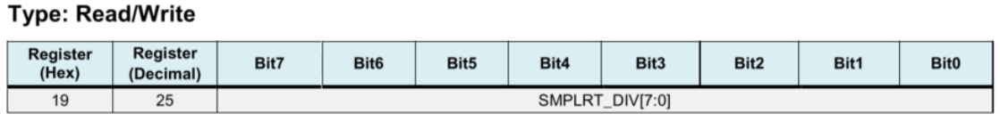 Type: Read/Write
Register (Hex) Register (Decimal) Bit7 Bit6 Bit5 Bit4 Bit3 Bit2 Bit1 Bit0
19 25 SMPLRT_DIV[7:0]